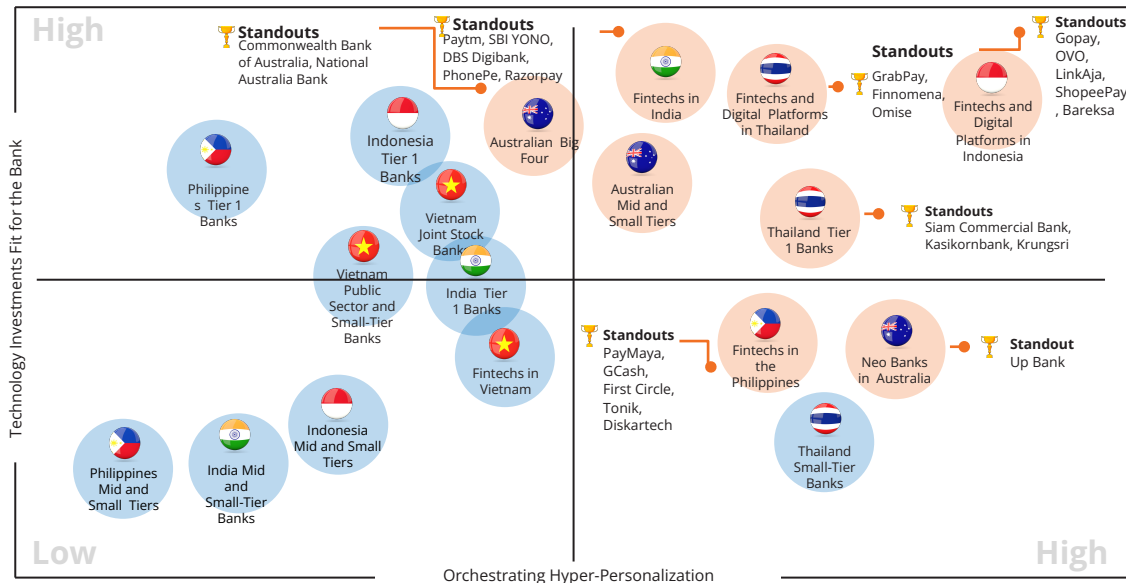 High
Standouts
Commonwealth Bank
of Australia, National
Australia Bank
Standouts
Paytm, SBI YONO,
DBS Digibank,
PhonePe, Razorpay
Standouts
Gopay,
OVO,
LinkAja,
ShopeePay
, Bareksa
Standouts
GrabPay,
Finnomena,
Omise
Fintechs in
India
Fintechs and
Digital Platforms
in Thailand
Fintechs and
Digital
Platforms in
Indonesia
Indonesia
Tier 1
Banks
Australian Big
Four
Philippine
s Tier 1
Banks
Australian
Mid and
Small Tiers
Vietnam
Joint Stock
Banks
Thailand Tier
1 Banks
Standouts
Siam Commercial Bank,
Kasikornbank, Krungsri
Vietnam
Public
Sector and
Small-Tier
Banks
India Tier
1 Banks
Fintechs in
Vietnam
Standouts
PayMaya,
GCash,
First Circle,
Tonik,
Diskartech
Fintechs in
the
Philippines
Neo Banks
in Australia
Standout
Up Bank
Indonesia
Mid and Small
Tiers
Thailand
Small-Tier
Banks
Philippines
Mid and
Small Tiers
India Mid
and
Small-Tier
Banks
Technology Investments Fit for the Bank
Low
High
Orchestrating Hyper-Personalization